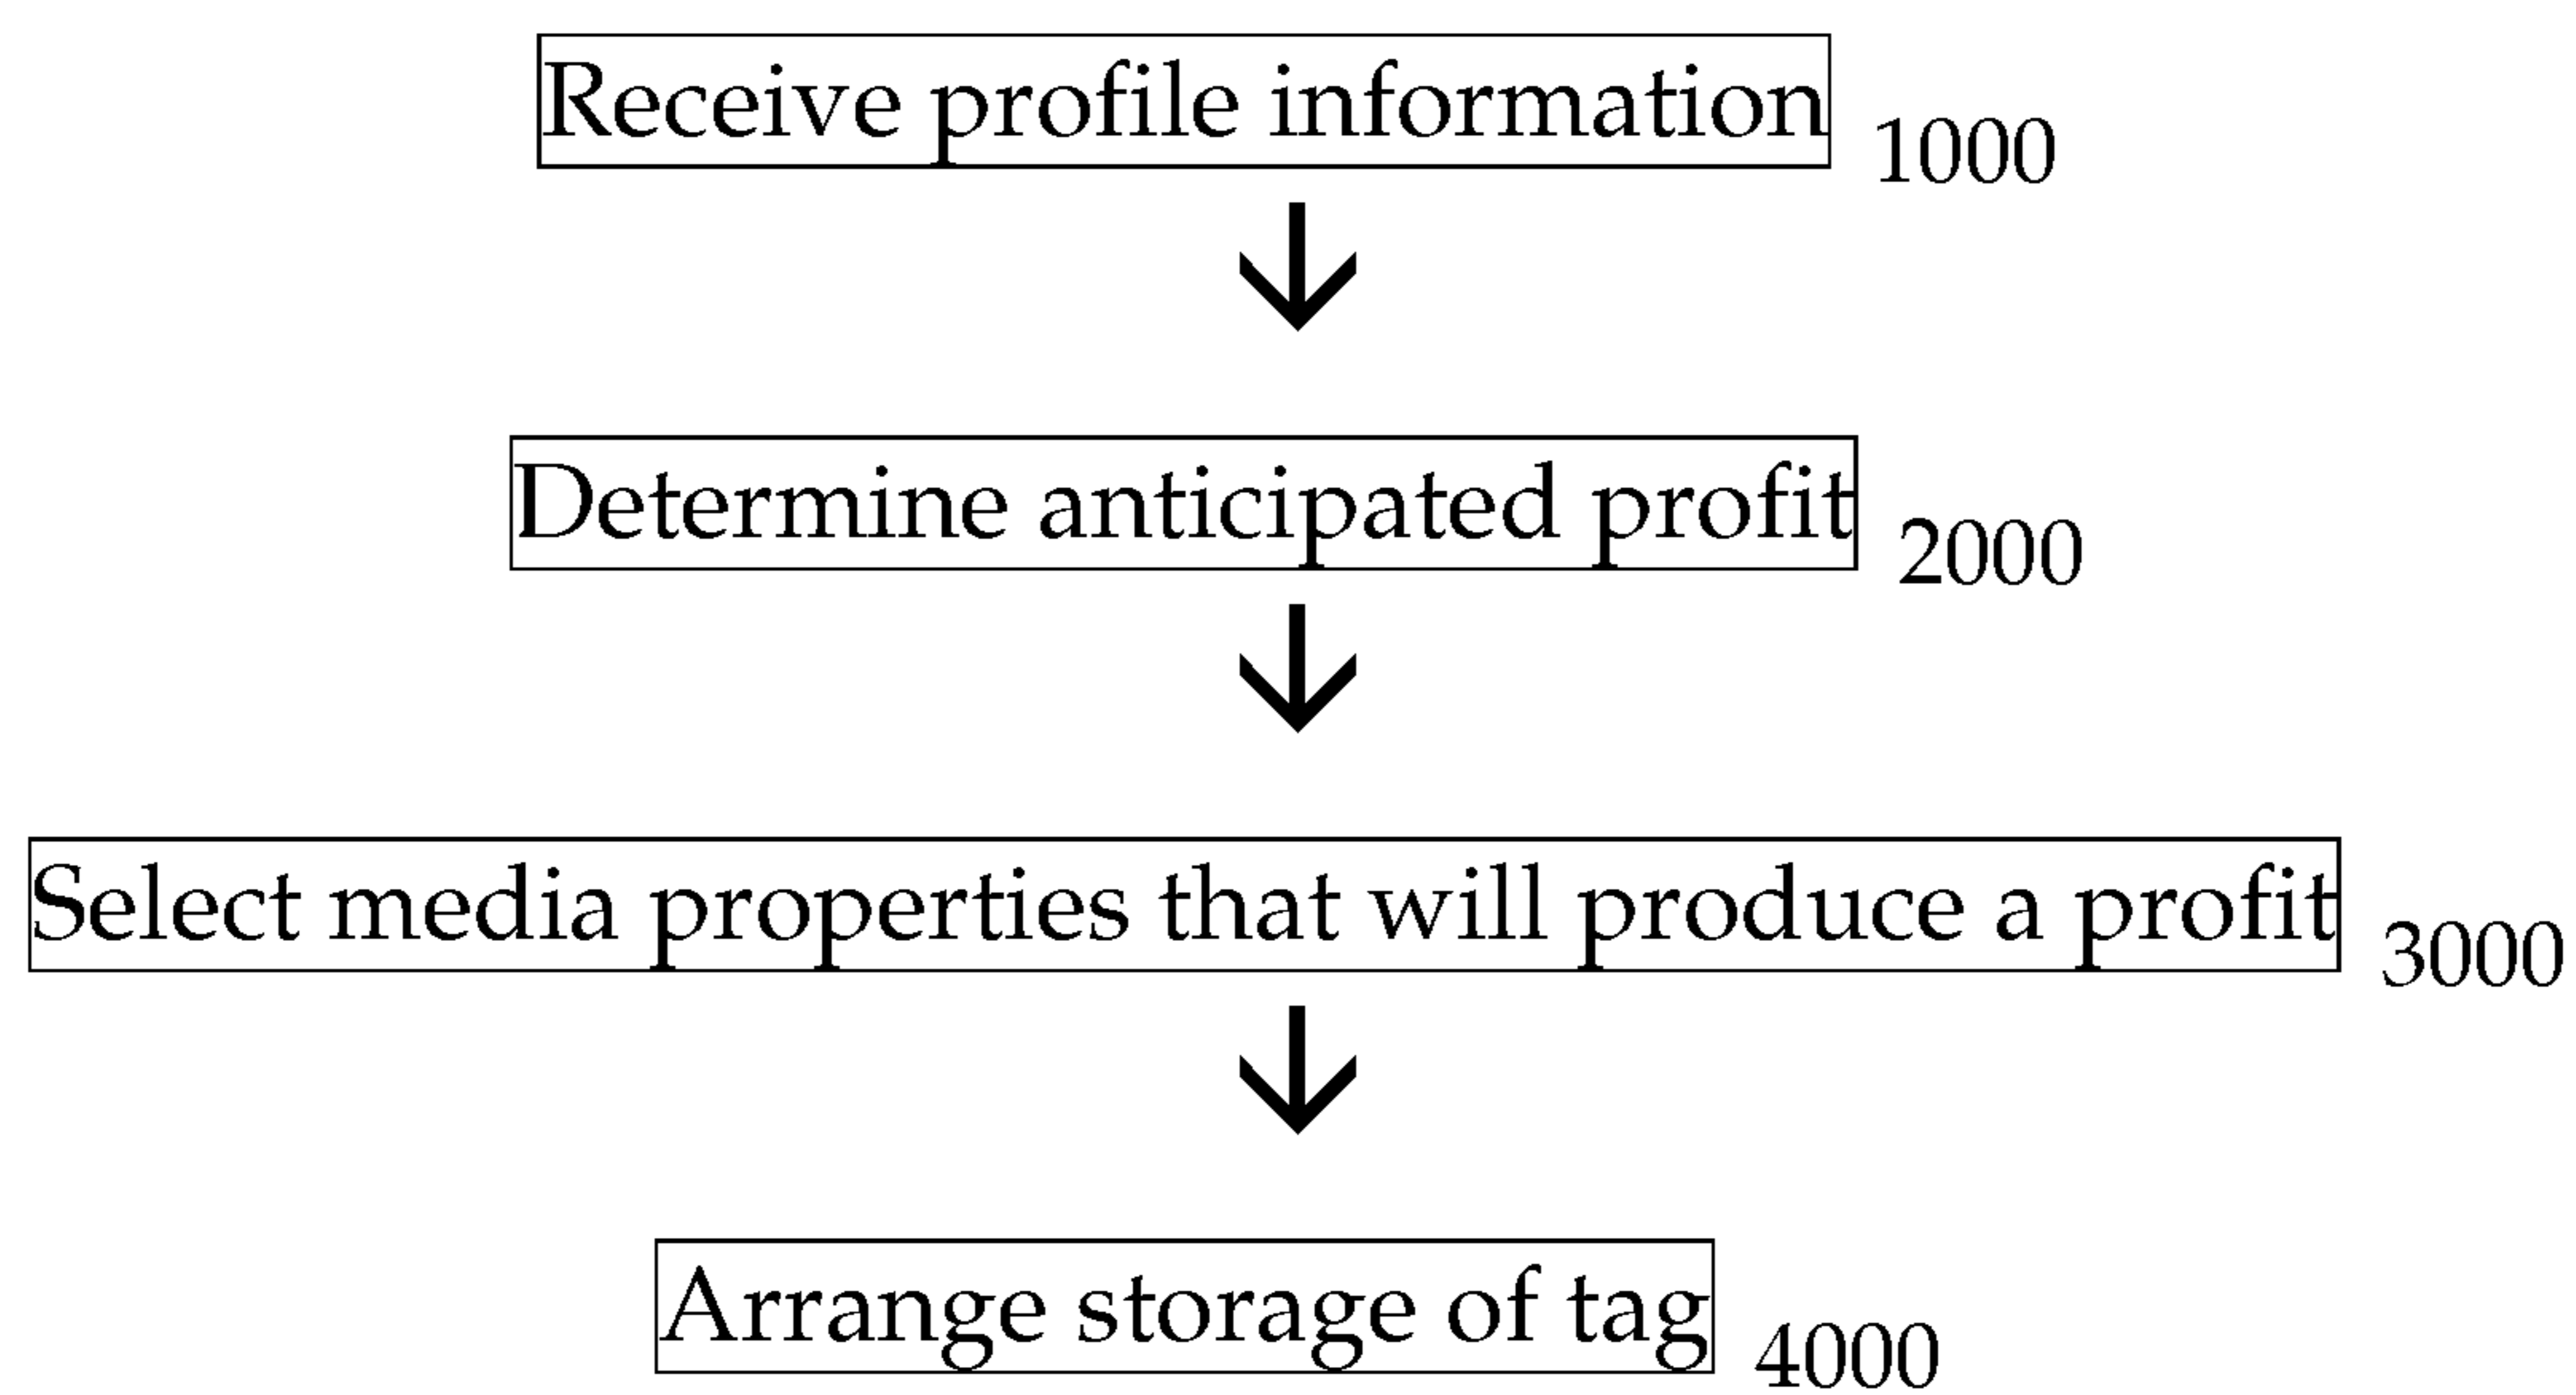 Receive profile information 1000
Determine anticipated profit 2000
Select media properties that will produce a profit 3000
Arrange storage of tag 4000